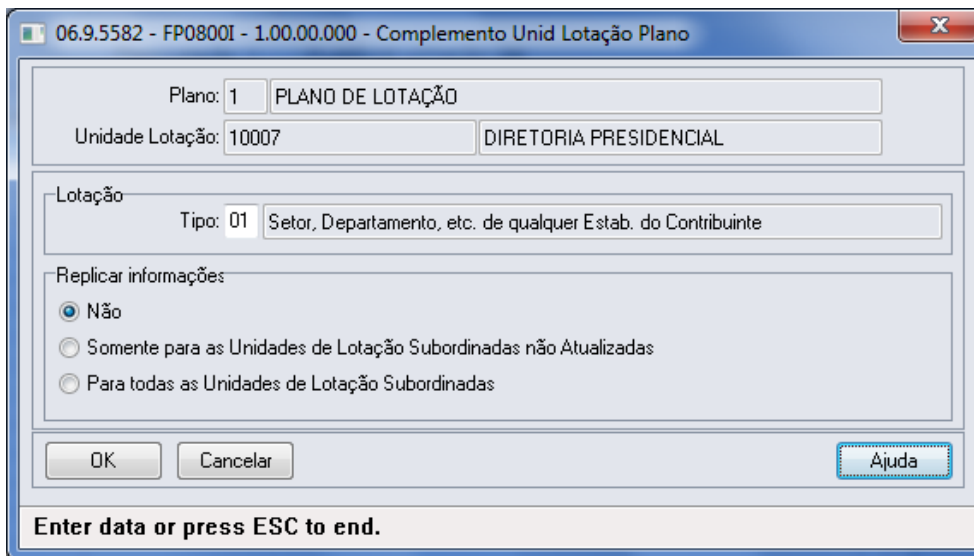 06.9.5582 - FP0800I - 1.00.00.000 - Complemento Unid Lotação Plano
Plano: 1 PLANO DE LOTAÇÃO
Unidade Lotação: 10007 DIRETORIA PRESIDENCIAL
Lotação
Tipo: 01 Setor, Departamento, etc. de qualquer Estab. do Contribuinte
Replicar informações
Não
Somente para as Unidades de Lotação Subordinadas não Atualizadas
Para todas as Unidades de Lotação Subordinadas
OK Cancelar Ajuda
Enter data or press ESC to end.